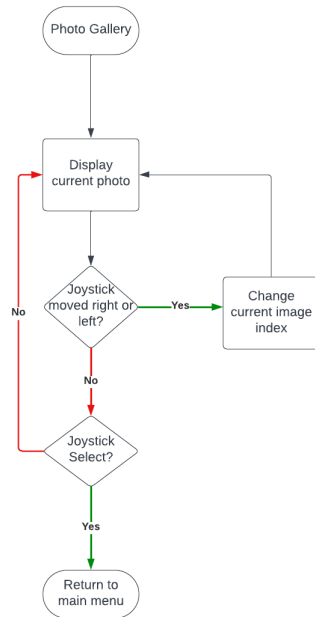 Photo Gallery
Display
current photo
Joystick
moved right or
left?
Yes
Change
current image
index
No
No
Joystick
Select?
Yes
Return to
main menu